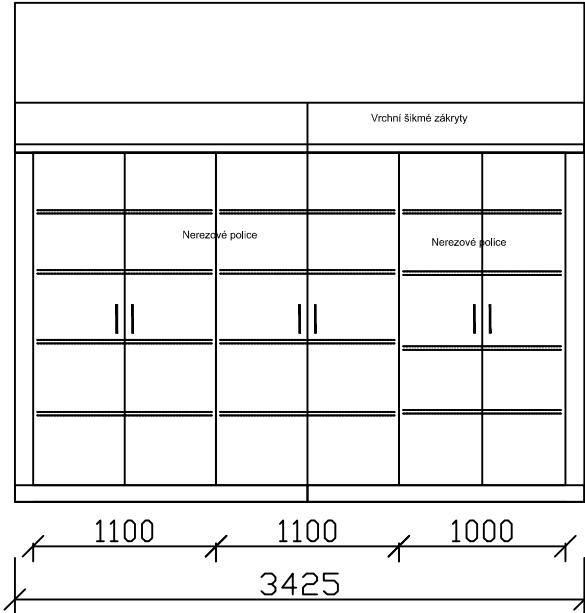 Vrchní šikmé zákryty
Nerezové police
Nerezové police
1100 1100 1000
3425